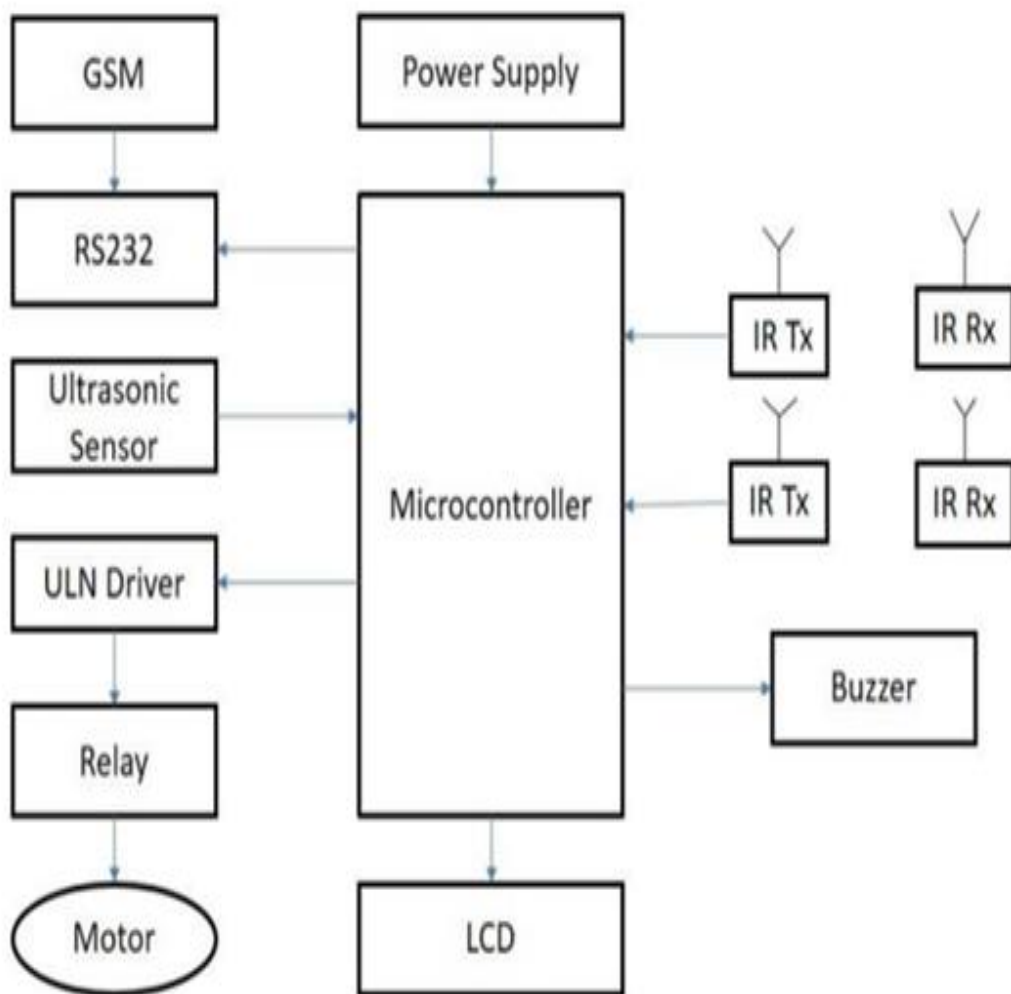 GSM
Power Supply
RS232
IR Tx
IR Rx
Ultrasonic
Sensor
Microcontroller
IR Tx
IR Rx
ULN Driver
Buzzer
Relay
Motor
LCD